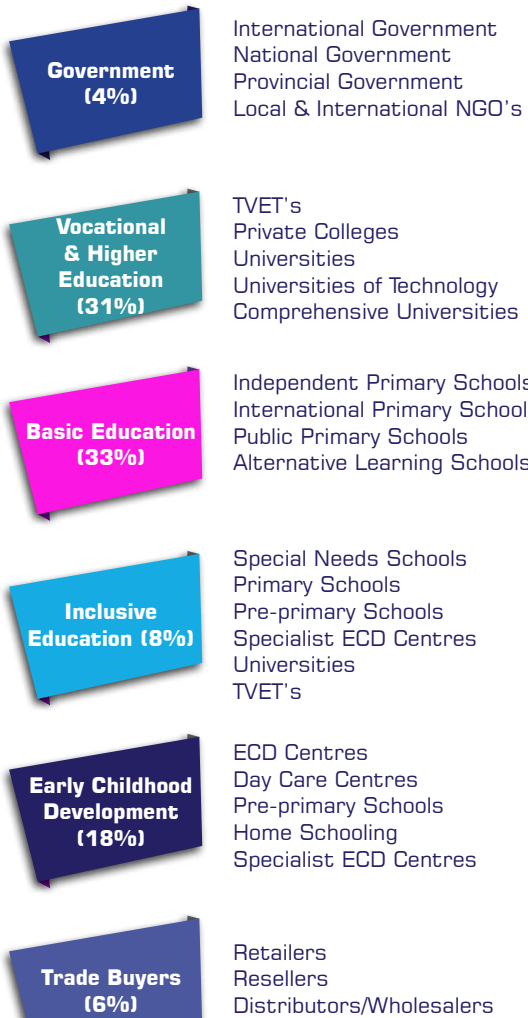 Government
(4%)
International Government
National Government
Provincial Government
Local & International NGO's
Vocational
& Higher
Education
(31%)
TVET's
Private Colleges
Universities
Universities of Technology
Comprehensive Universities
Basic Education
(33%)
Independent Primary Schools
International Primary School
Public Primary Schools
Alternative Learning Schools
Inclusive
Education (8%)
Special Needs Schools
Primary Schools
Pre-primary Schools
Specialist ECD Centres
Universities
TVET's
Early Childhood
Development
(18%)
ECD Centres
Day Care Centres
Pre-primary Schools
Home Schooling
Specialist ECD Centres
Trade Buyers
(6%)
Retailers
Resellers
Distributors/Wholesalers